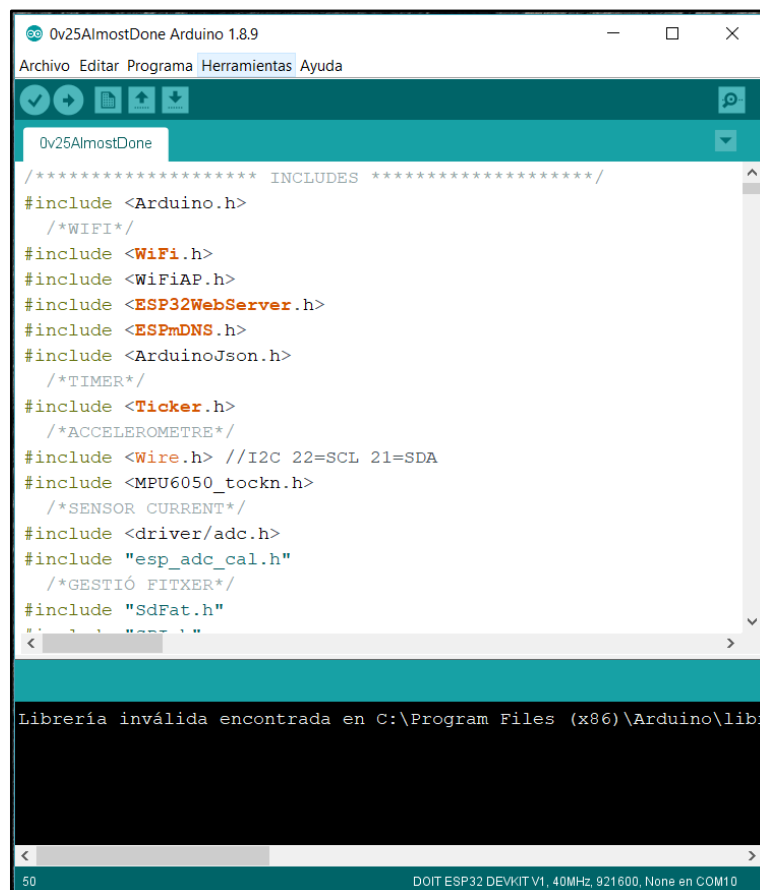 0v25AlmostDone Arduino 1.8.9
Archivo Editar Programa Herramientas Ayuda
0v25AlmostDone
/******************** INCLUDES ********************/
#include <Arduino.h>
/*WIFI*/
#include <WiFi.h>
#include <WiFiAP.h>
#include <ESP32WebServer.h>
#include <ESPmDNS.h>
#include <ArduinoJson.h>
/*TIMER*/
#include <Ticker.h>
/*ACCELEROMETRE*/
#include <Wire.h> //I2C 22=SCL 21=SDA
#include <MPU6050_tockn.h>
/*SENSOR CURRENT*/
#include <driver/adc.h>
#include "esp_adc_cal.h"
/*GESTIÓ FITXER*/
#include "SdFat.h"
Librería inválida encontrada en C:\Program Files (x86)\Arduino\lib
50
DOIT ESP32 DEVKIT V1, 40MHz, 921600, None en COM10